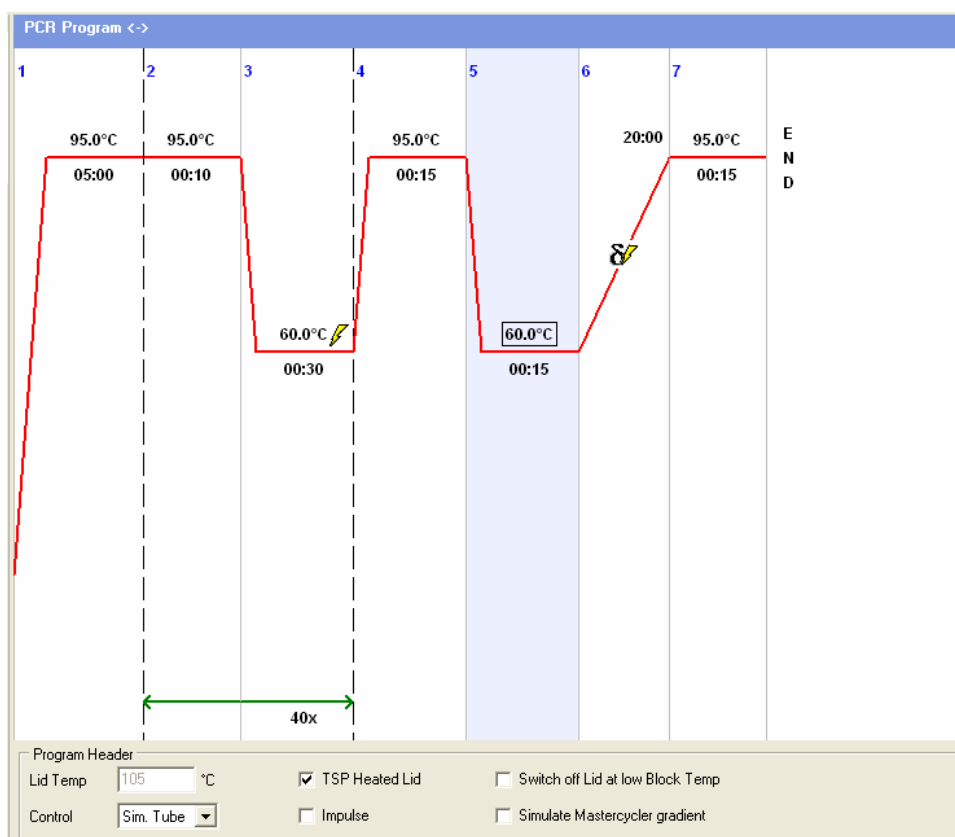 PCR Program <->
1 2 3 4 5 6 7
95.0°C 95.0°C 95.0°C 20:00 95.0°C E
N
05:00 00:10 00:15 00:15 D
δ
60.0°C 60.0°C
00:30 00:15
40x
Program Header
Lid Temp 105 °C TSP Heated Lid Switch off Lid at low Block Temp
Control Sim. Tube Impulse Simulate Mastercycler gradient